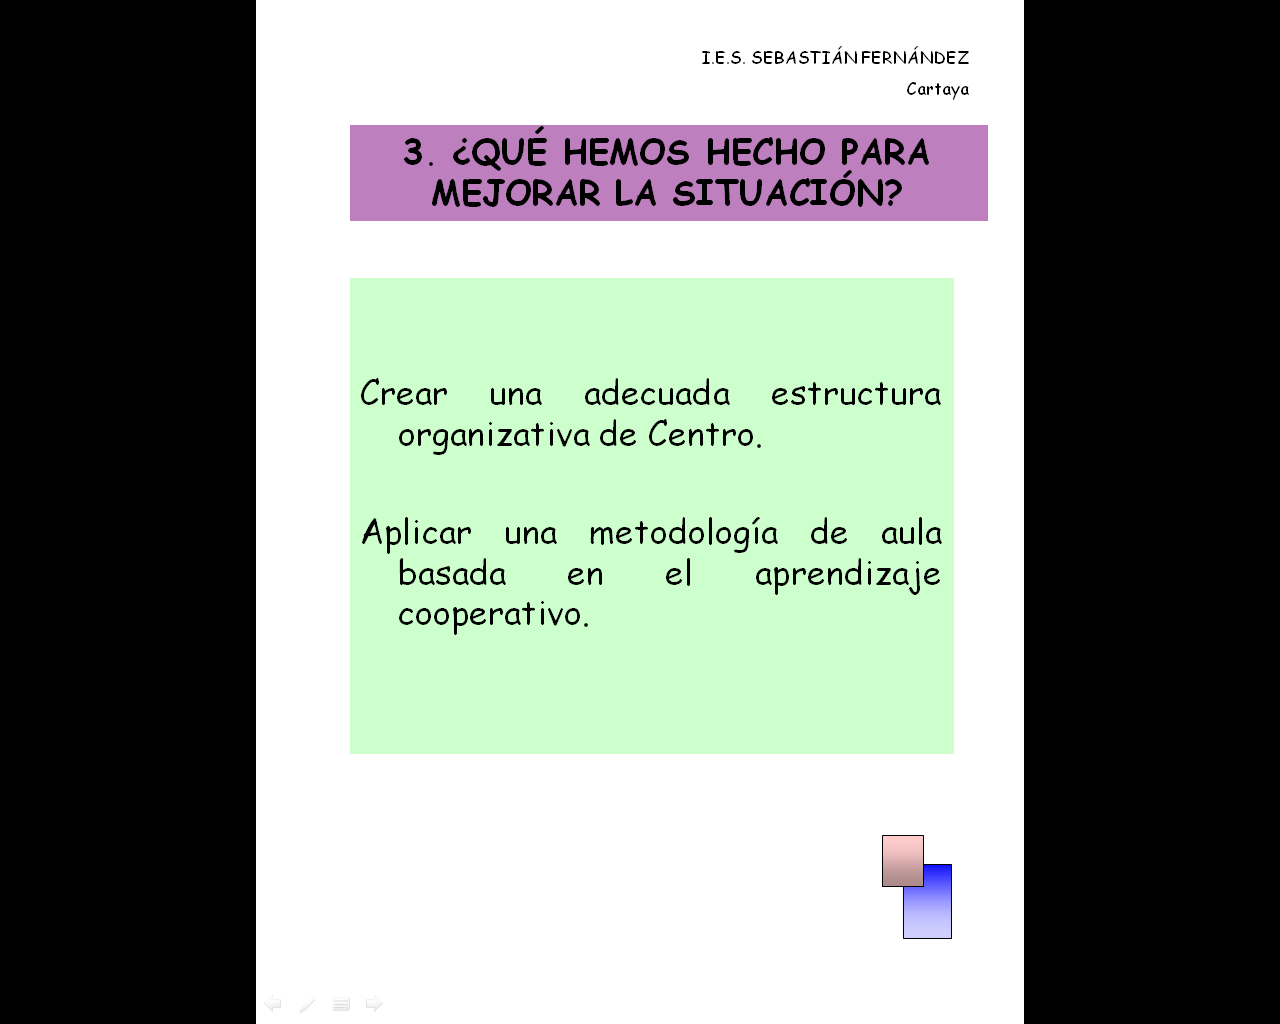 I.E.S. SEBASTIÁN FERNÁNDEZ
Cartaya
3. ¿QUÉ HEMOS HECHO PARA
MEJORAR LA SITUACIÓN?
Crear una adecuada estructura
organizativa de Centro.
Aplicar una metodología de aula
basada en el aprendizaje
cooperativo.